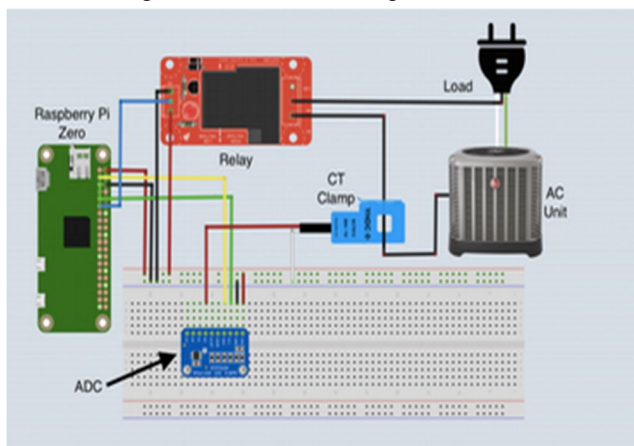 Load
Raspberry Pi
Zero
Relay
CT
Clamp
AC
Unit
ADC